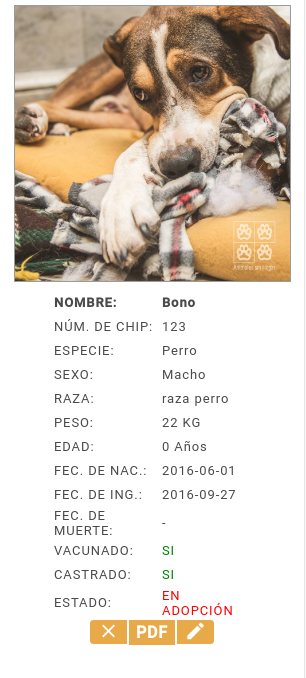 NOMBRE: Bono
NÚM. DE CHIP: 123
ESPECIE: Perro
SEXO: Macho
RAZA: raza perro
PESO: 22 KG
EDAD: 0 Años
FEC. DE NAC.: 2016-06-01
FEC. DE ING.: 2016-09-27
FEC. DE
MUERTE: -
VACUNADO: SI
CASTRADO: SI
ESTADO: EN
ADOPCIÓN
PDF